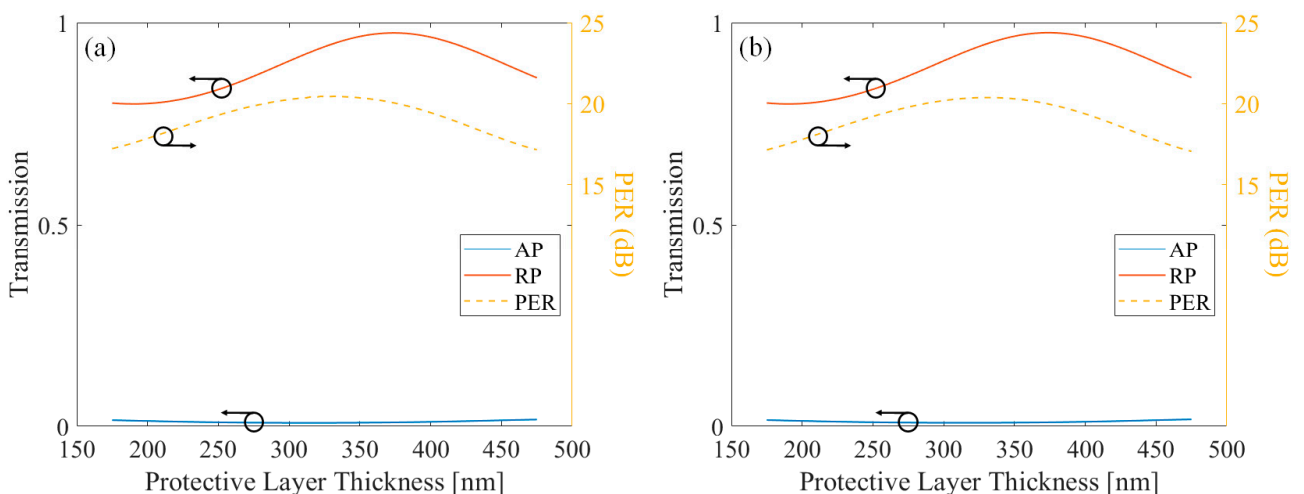 (a)
Transmission
1
0.5
0
25
20
15
PER (dB)
AP
RP
PER
150 200 250 300 350 400 450 500
Protective Layer Thickness [nm]
(b)
Transmission
1
0.5
0
25
20
15
PER (dB)
AP
RP
PER
150 200 250 300 350 400 450 500
Protective Layer Thickness [nm]